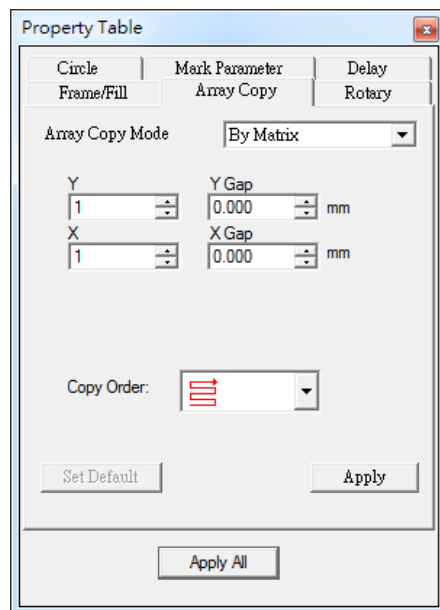 Property Table
Circle Mark Parameter Delay
Frame/Fill Array Copy Rotary
Array Copy Mode By Matrix
Y Y Gap
1 0.000 mm
X X Gap
1 0.000 mm
Copy Order:
Set Default Apply
Apply All